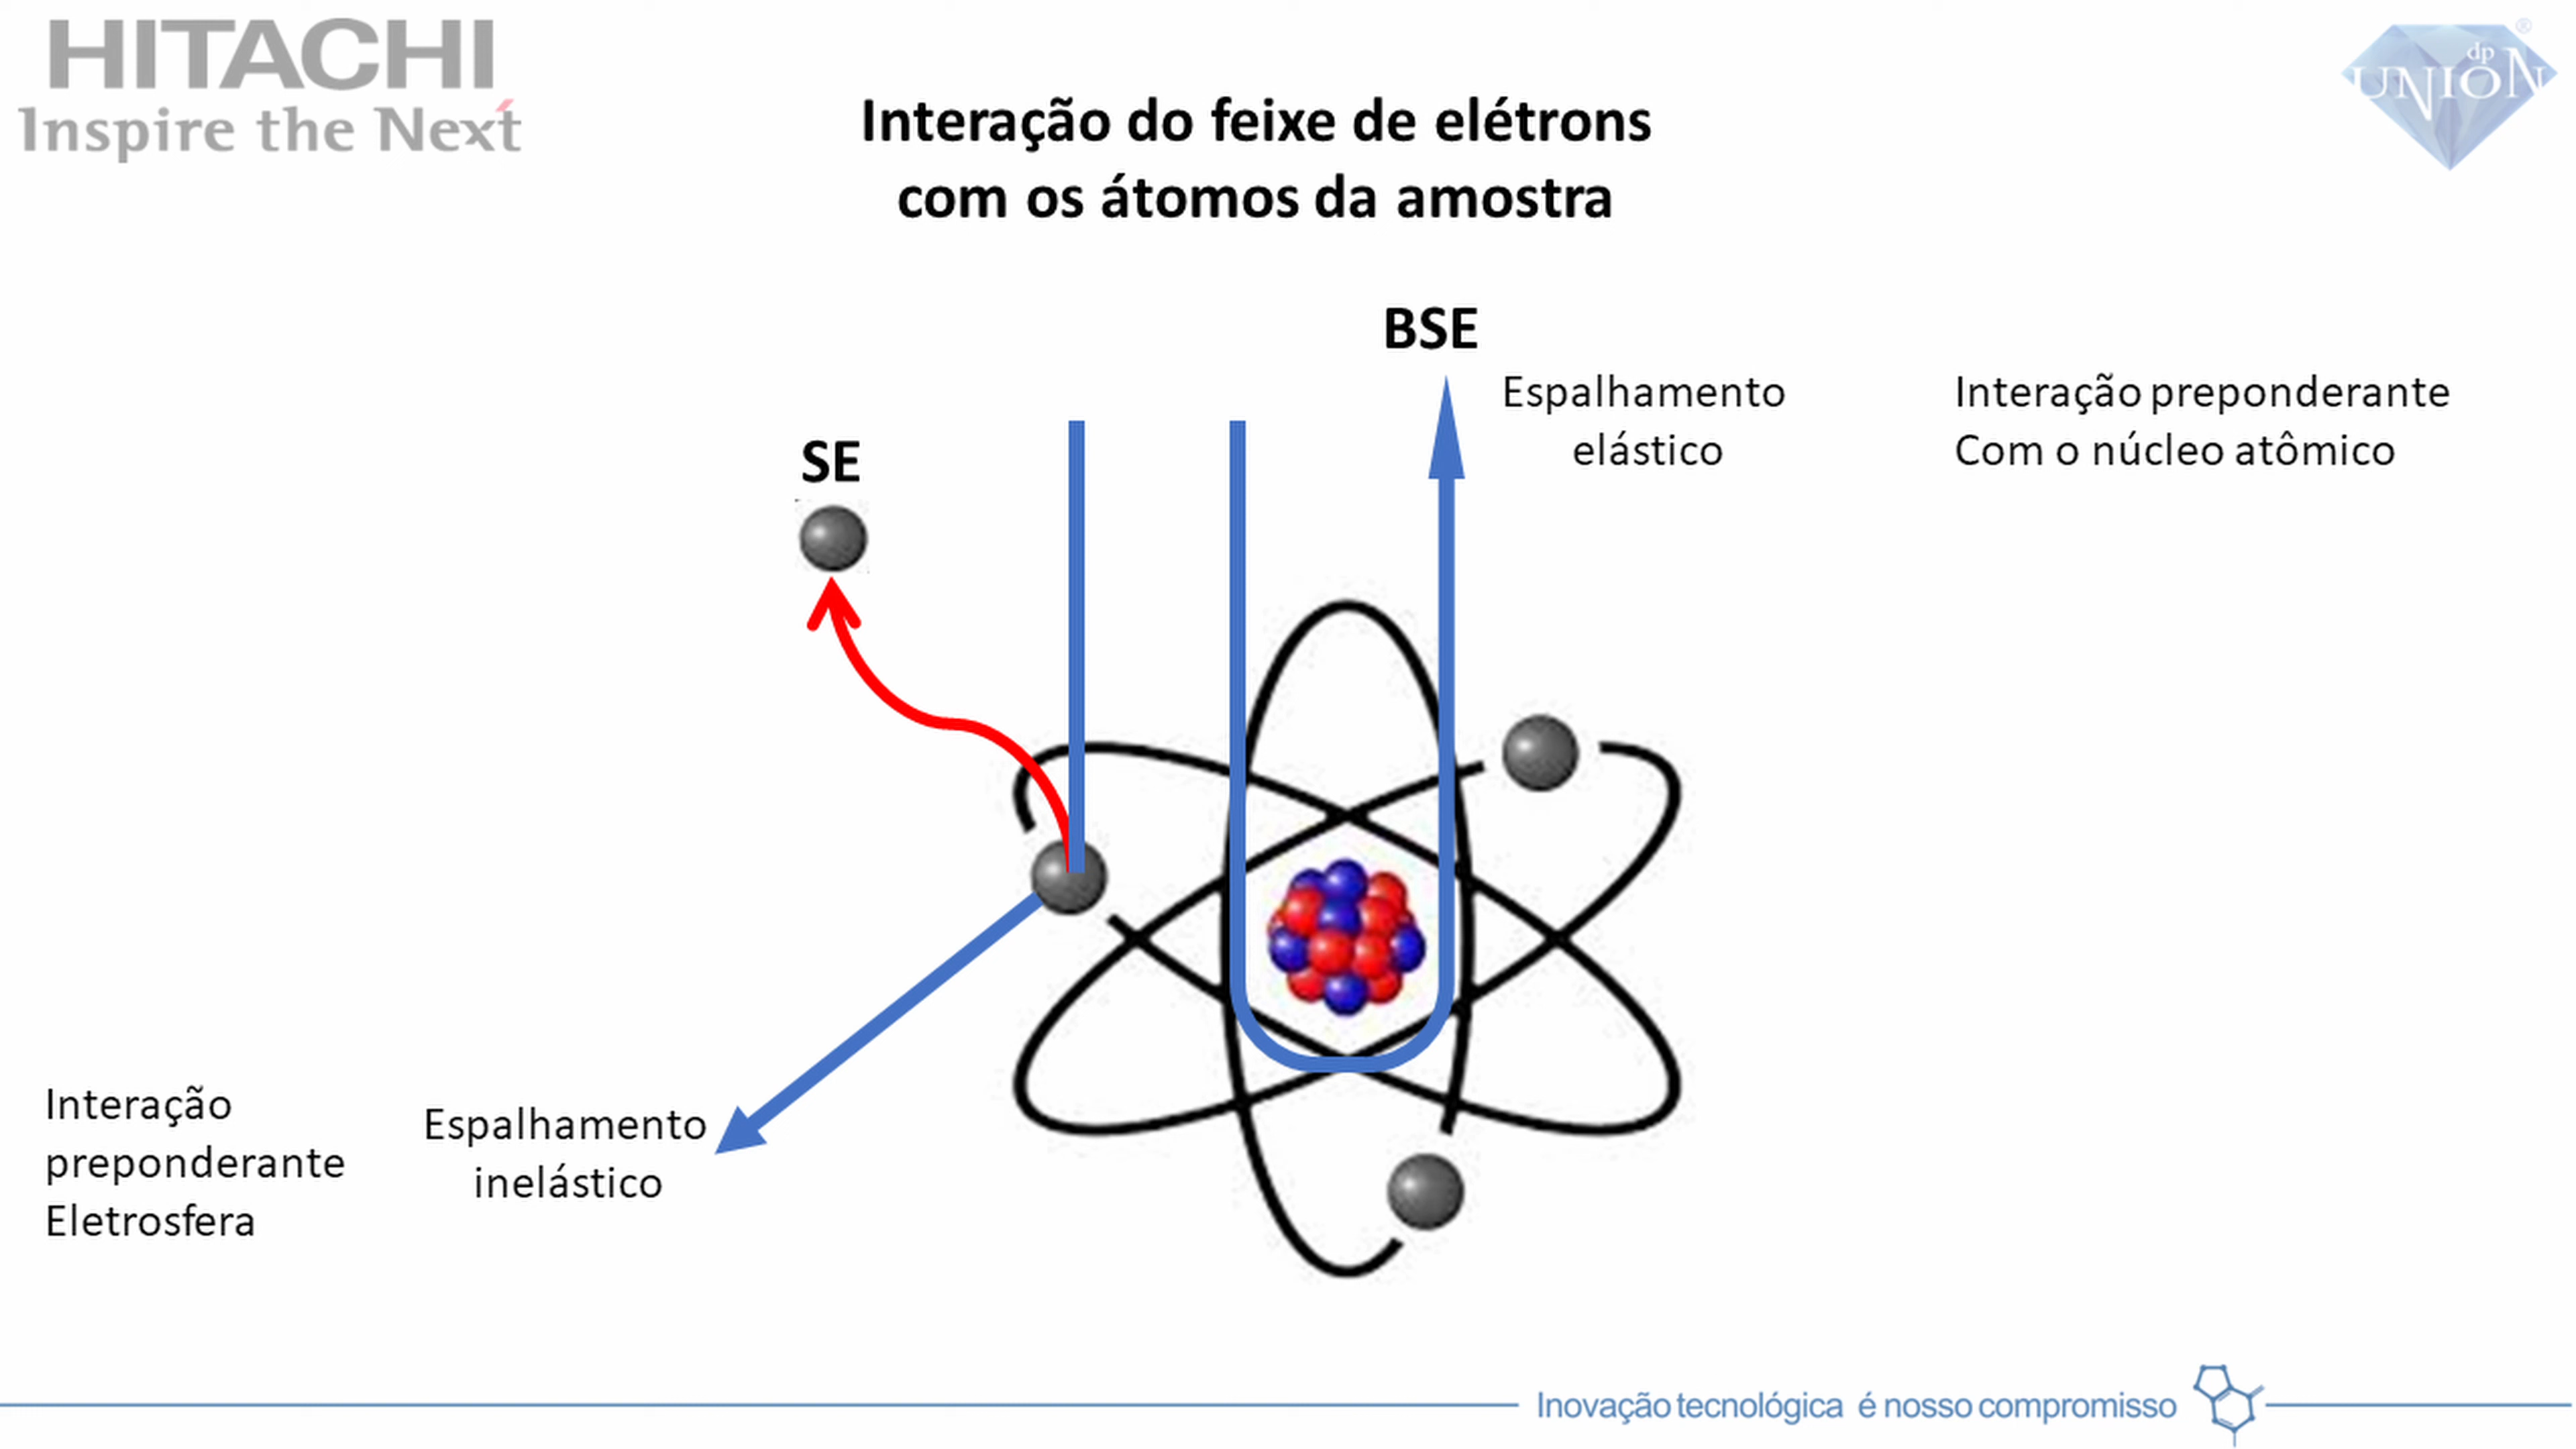 HITACHI
Inspire the Next
dp
UNION
®
Interação do feixe de elétrons
com os átomos da amostra
BSE
Espalhamento
elástico
Interação preponderante
Com o núcleo atômico
SE
Interação
preponderante
Eletrosfera
Espalhamento
inelástico
Inovação tecnológica é nosso compromisso